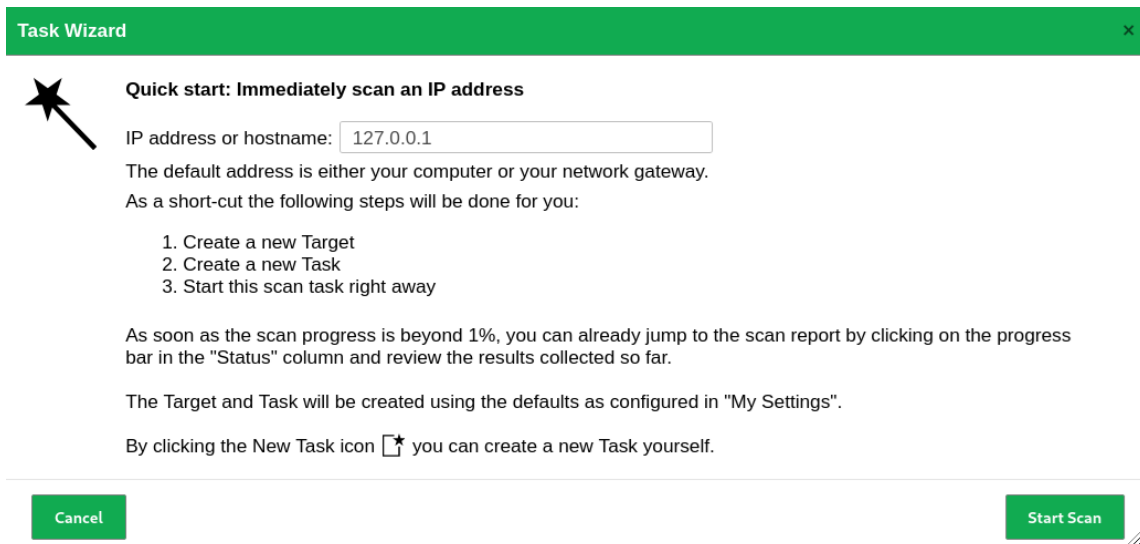 Task Wizard
×
Quick start: Immediately scan an IP address
IP address or hostname: 127.0.0.1
The default address is either your computer or your network gateway.
As a short-cut the following steps will be done for you:
1. Create a new Target
2. Create a new Task
3. Start this scan task right away
As soon as the scan progress is beyond 1%, you can already jump to the scan report by clicking on the progress
bar in the "Status" column and review the results collected so far.
The Target and Task will be created using the defaults as configured in "My Settings".
By clicking the New Task icon you can create a new Task yourself.
Cancel
Start Scan